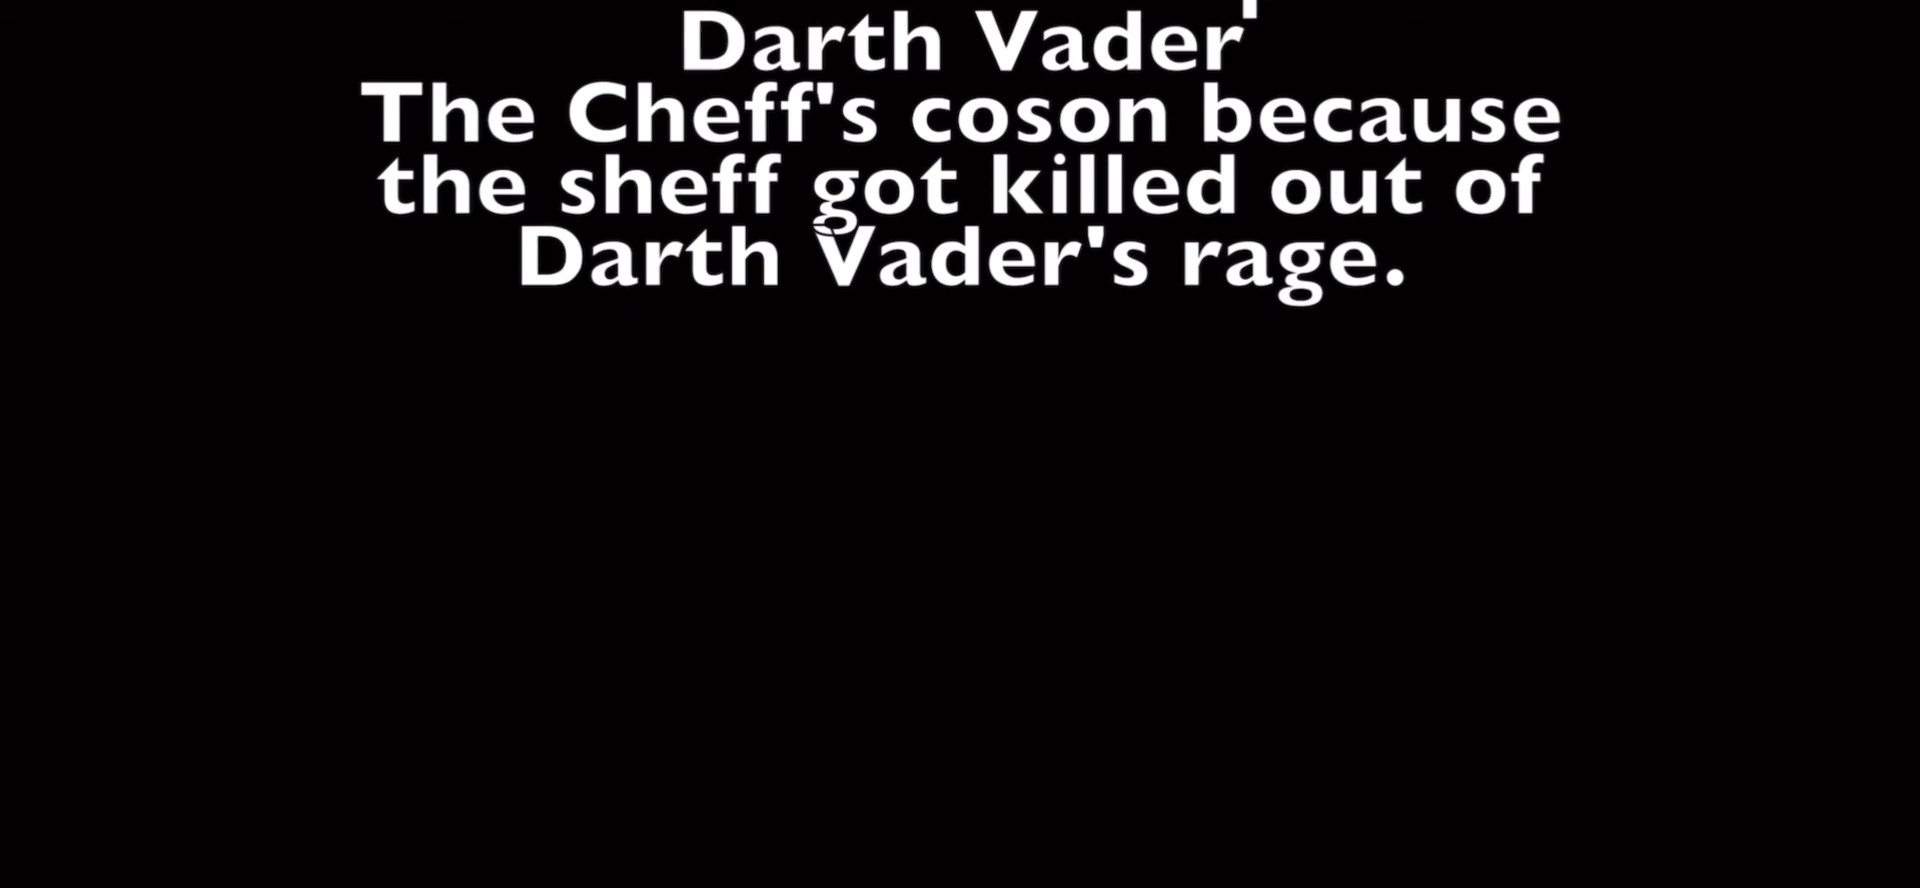 Darth Vader
The Cheff's coson because
the sheff got killed out of
Darth Vader's rage.